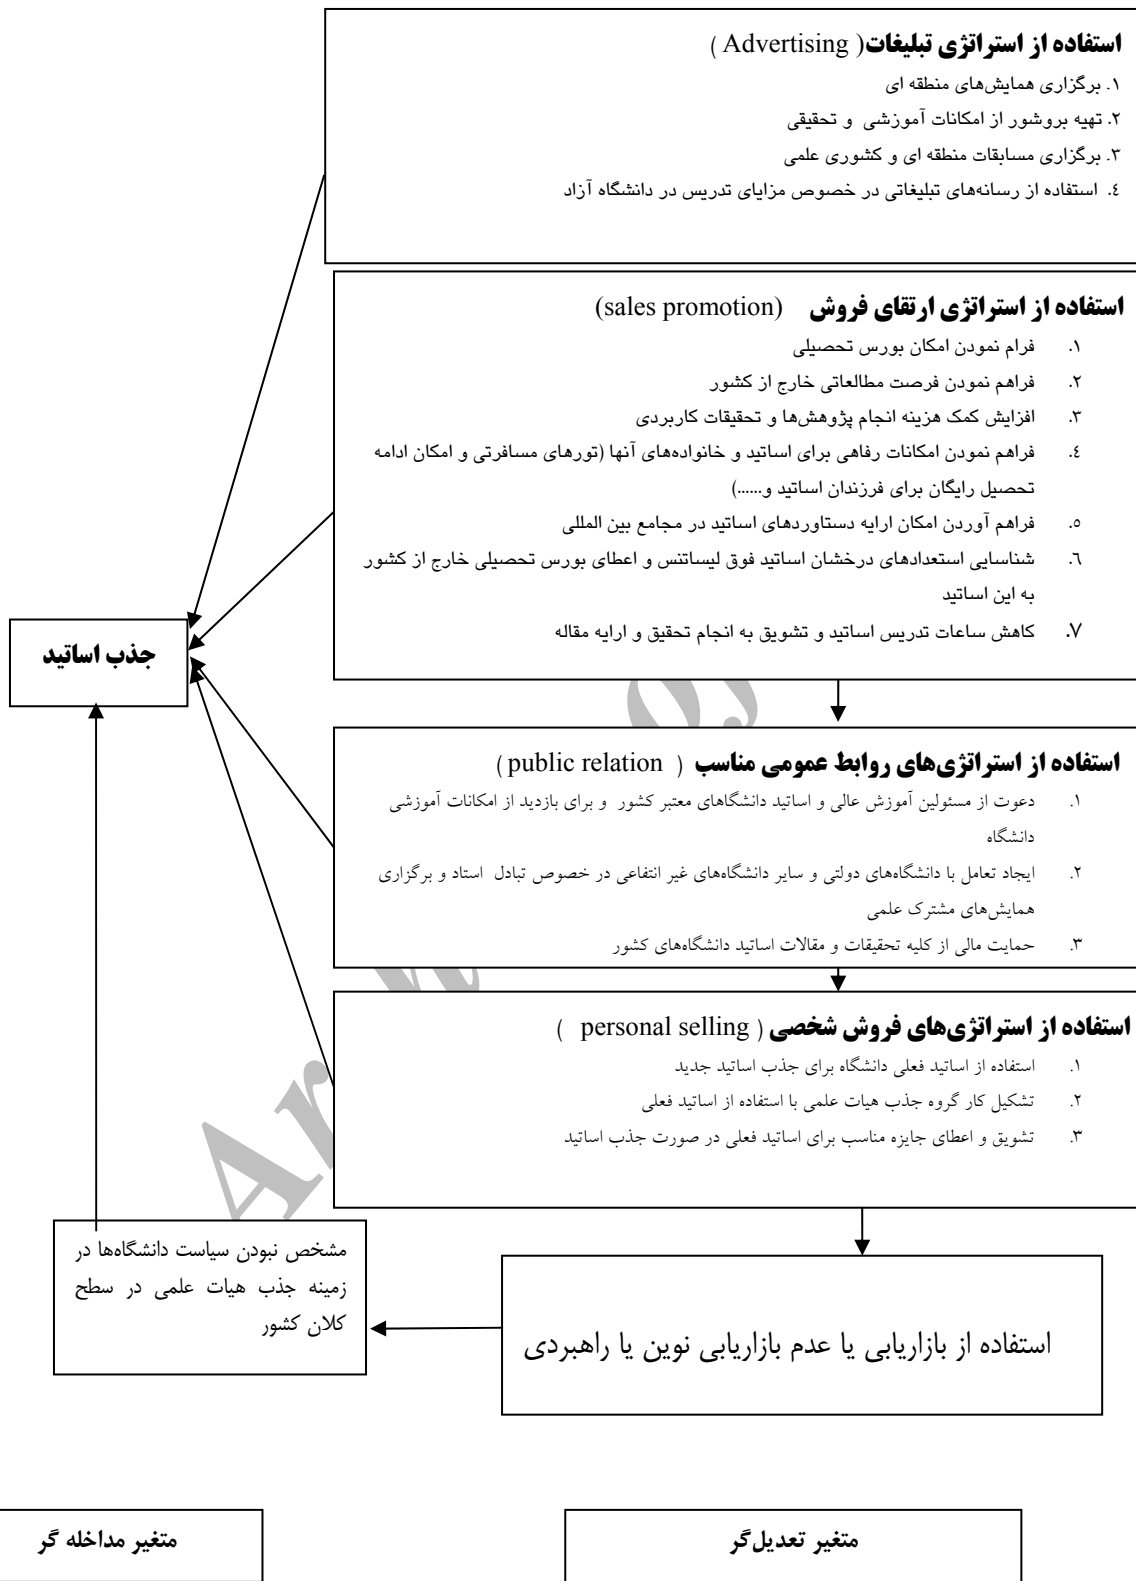 استفاده از استراتژی تبلیغات( Advertising )
۱. برگزاری همایش‌های منطقه ای
۲. تهیه بروشور از امکانات آموزشی و تحقیقی
۳. برگزاری مسابقات منطقه ای و کشوری علمی
٤. استفاده از رسانه‌های تبلیغاتی در خصوص مزایای تدریس در دانشگاه آزاد
استفاده از استراتژی ارتقای فروش (sales promotion)
۱. فرام نمودن امکان بورس تحصیلی
۲. فراهم نمودن فرصت مطالعاتی خارج از کشور
۳. افزایش کمک هزینه انجام پژوهش‌ها و تحقیقات کاربردی
٤. فراهم نمودن امکانات رفاهی برای اساتید و خانواده‌های آنها (تورهای مسافرتی و امکان ادامه
تحصیل رایگان برای فرزندان اساتید و......)
٥. فراهم آوردن امکان ارایه دستاوردهای اساتید در مجامع بین المللی
٦. شناسایی استعدادهای درخشان اساتید فوق لیساتنس و اعطای بورس تحصیلی خارج از کشور
به این اساتید
۷. کاهش ساعات تدریس اساتید و تشویق به انجام تحقیق و ارایه مقاله
جذب اساتید
استفاده از استراتژی‌های روابط عمومی مناسب ( public relation )
۱. دعوت از مسئولین آموزش عالی و اساتید دانشگاهای معتبر کشور و برای بازدید از امکانات آموزشی
دانشگاه
۲. ایجاد تعامل با دانشگاه‌های دولتی و سایر دانشگاه‌های غیر انتفاعی در خصوص تبادل استاد و برگزاری
همایش‌های مشترک علمی
۳. حمایت مالی از کلیه تحقیقات و مقالات اساتید دانشگاه‌های کشور
استفاده از استراتژی‌های فروش شخصی ( personal selling )
۱. استفاده از اساتید فعلی دانشگاه برای جذب اساتید جدید
۲. تشکیل کار گروه جذب هیات علمی با استفاده از اساتید فعلی
۳. تشویق و اعطای جایزه مناسب برای اساتید فعلی در صورت جذب اساتید
مشخص نبودن سیاست دانشگاه‌ها در
زمینه جذب هیات علمی در سطح
کلان کشور
استفاده از بازاریابی یا عدم بازاریابی نوین یا راهبردی
متغیر تعدیل‌گر
متغیر مداخله گر